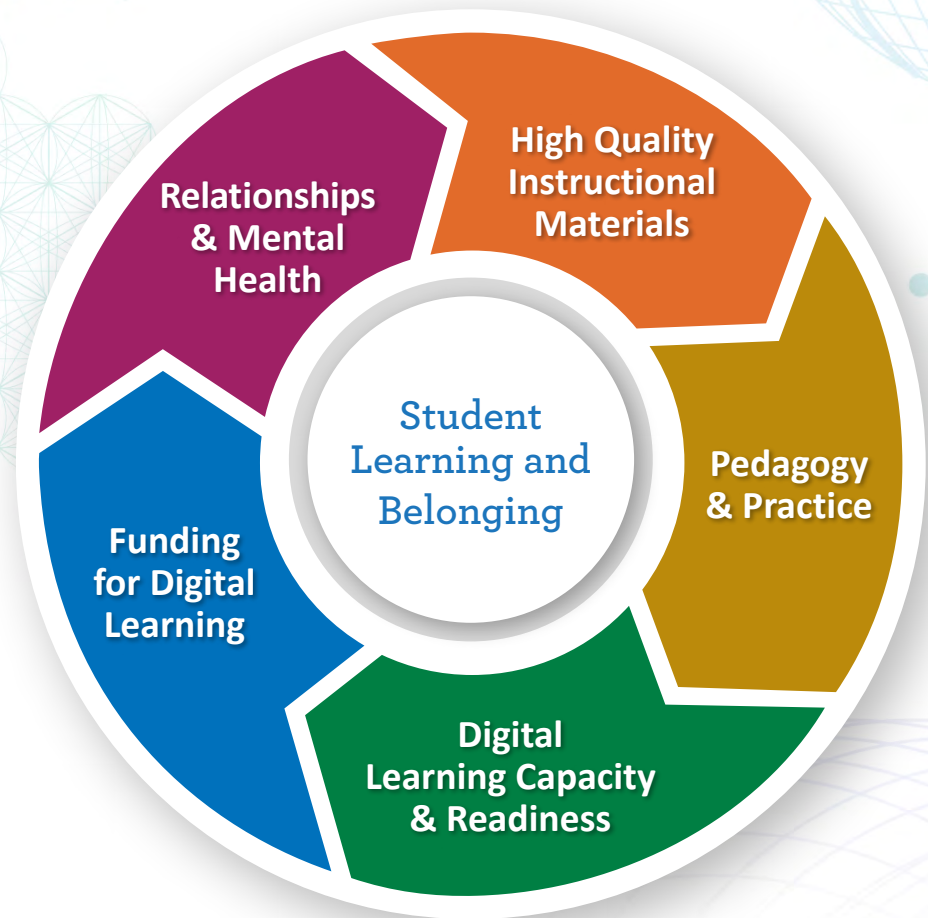 High Quality
Instructional
Materials
Pedagogy
& Practice
Digital
Learning Capacity
& Readiness
Funding
for Digital
Learning
Relationships
& Mental
Health
Student
Learning and
Belonging